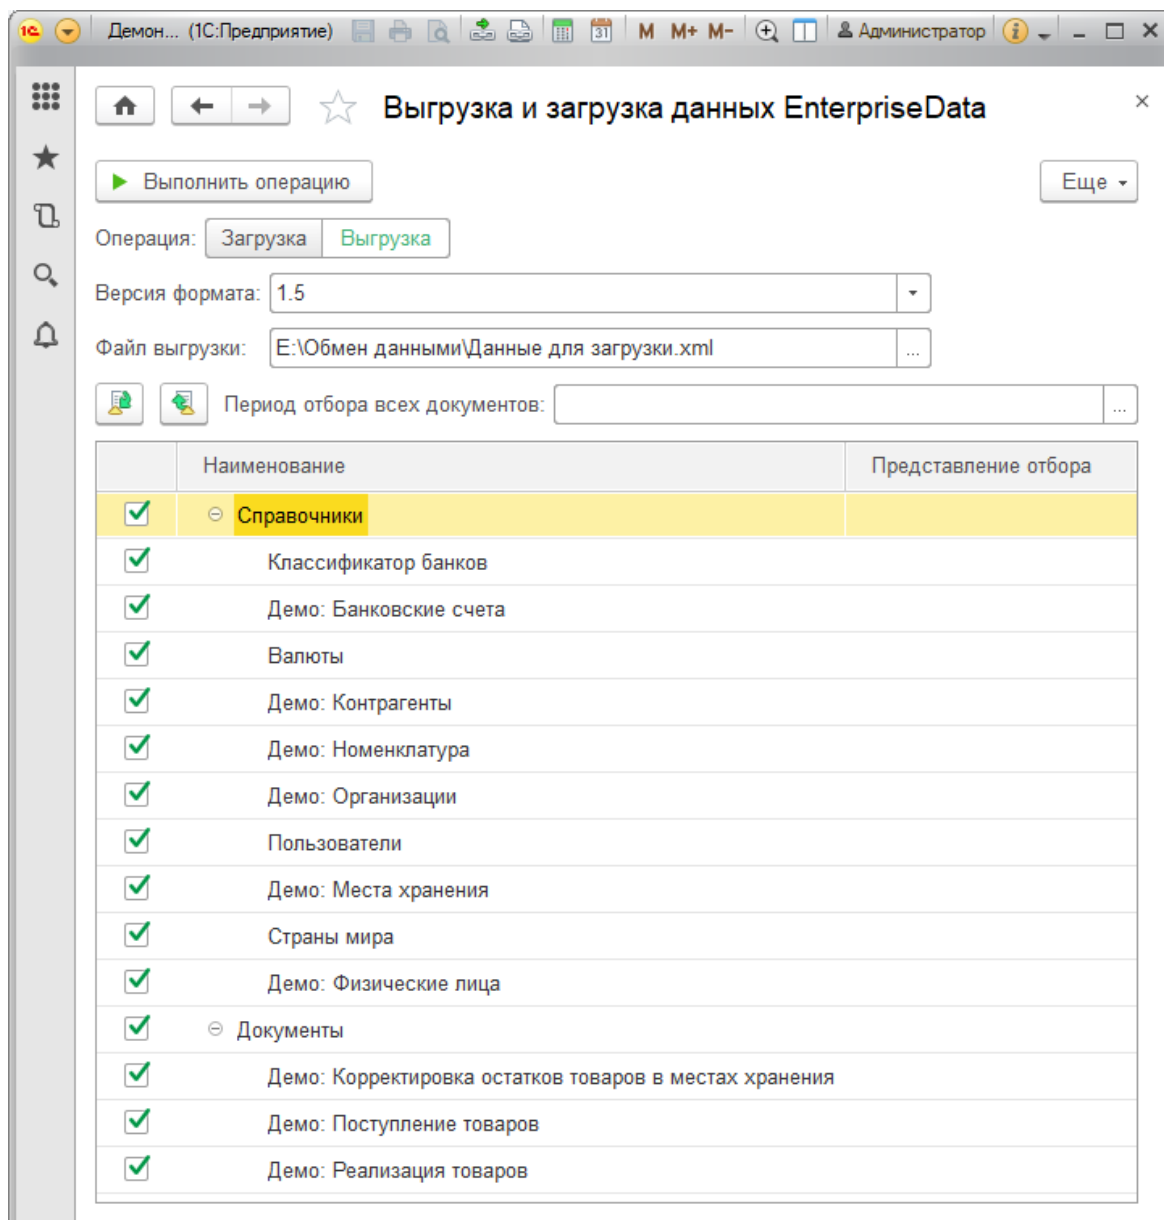 1С Демон... (1С:Предприятие) 31 M M+ M- Администратор i
Выгрузка и загрузка данных EnterpriseData
Выполнить операцию Еще
Операция: Загрузка Выгрузка
Версия формата: 1.5
Файл выгрузки: E:\Обмен данными\Данные для загрузки.xml ...
Период отбора всех документов: ...
Наименование Представление отбора
Справочники
Классификатор банков
Демо: Банковские счета
Валюты
Демо: Контрагенты
Демо: Номенклатура
Демо: Организации
Пользователи
Демо: Места хранения
Страны мира
Демо: Физические лица
Документы
Демо: Корректировка остатков товаров в местах хранения
Демо: Поступление товаров
Демо: Реализация товаров